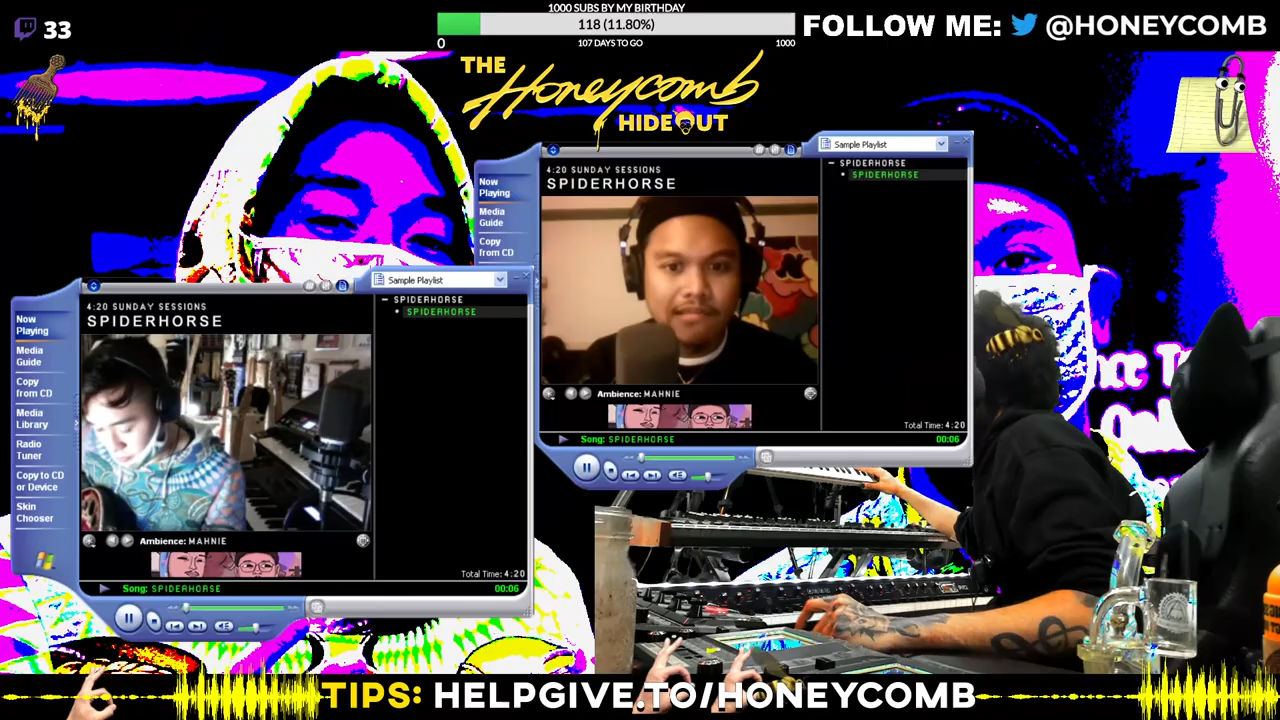 33
1000 SUBS BY MY BIRTHDAY
118 (11.80%)
0
107 DAYS TO GO
1000
FOLLOW ME: @HONEYCOMB
THE
Honeycomb
HIDEOUT
Sample Playlist
4:20 SUNDAY SESSIONS
SPIDERHORSE
SPIDERHORSE
SPIDERHORSE
Now
Playing
Media
Guide
Copy
from CD
Ambience: MAHNIE
Total Time: 4:20
Song: SPIDERHORSE
00:06
Sample Playlist
4:20 SUNDAY SESSIONS
SPIDERHORSE
SPIDERHORSE
SPIDERHORSE
Now
Playing
Media
Guide
Copy
from CD
Media
Library
Radio
Tuner
Copy to CD
or Device
Skin
Chooser
Ambience: MAHNIE
Total Time: 4:20
Song: SPIDERHORSE
00:06
TIPS: HELPGIVE.TO/HONEYCOMB